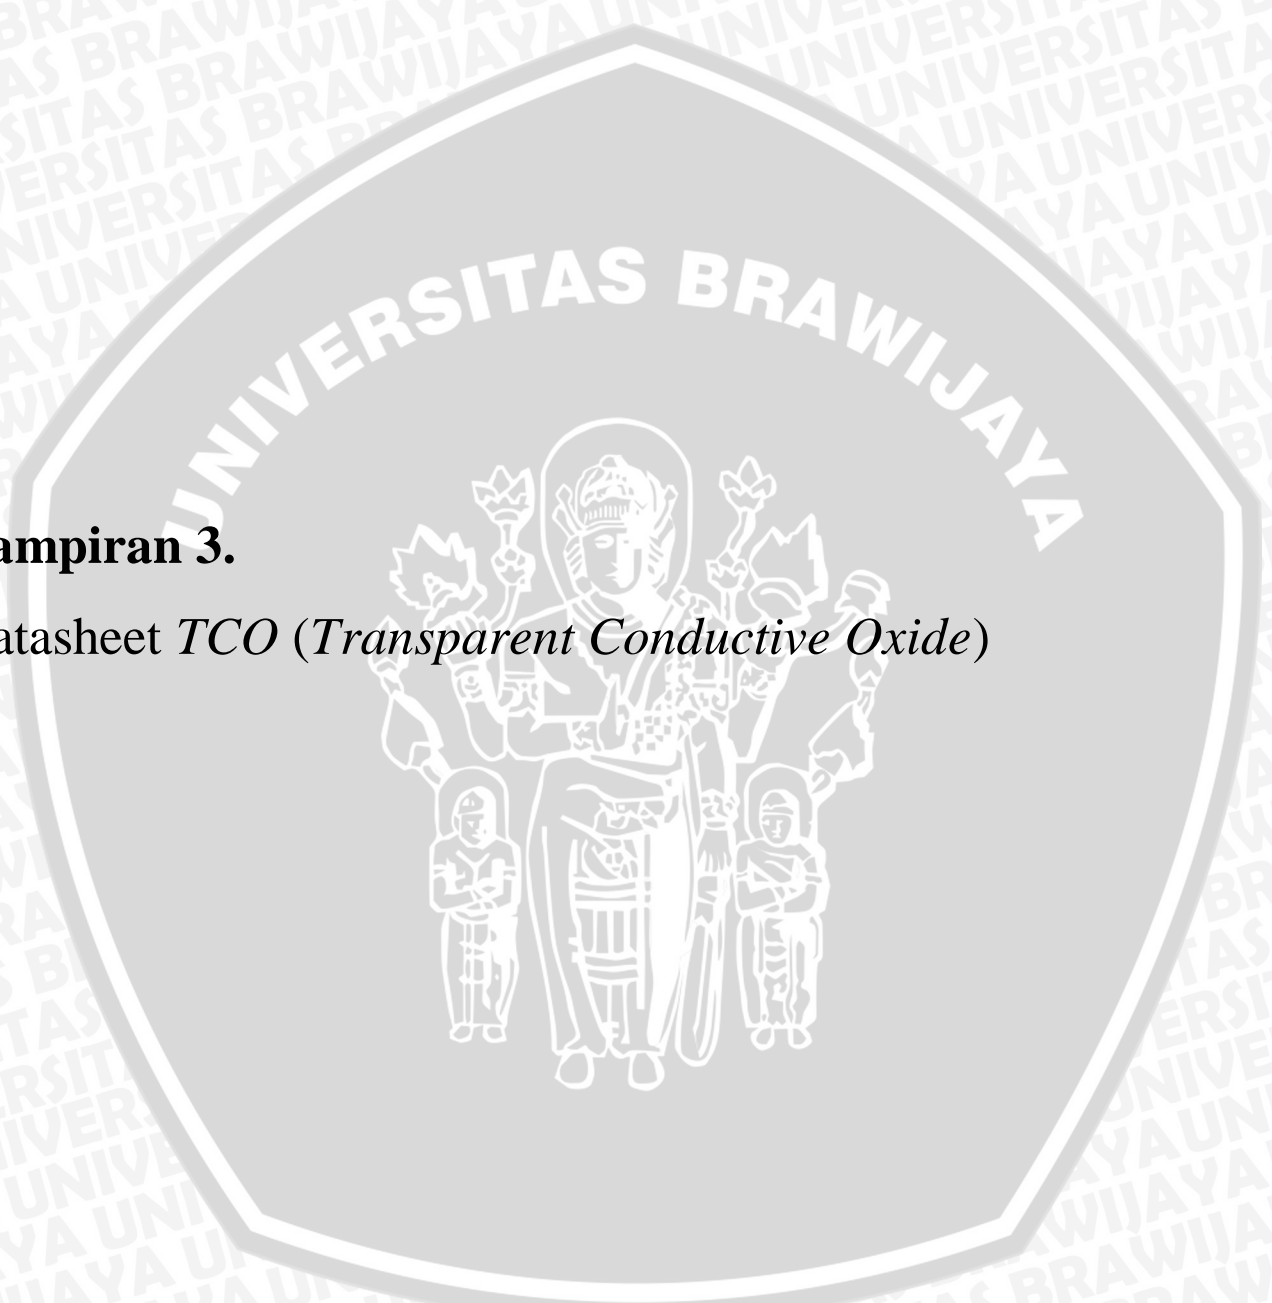 UNIVERSITAS BRAWIJAYA
ampiran 3.
atasheet TCO (Transparent Conductive Oxide)